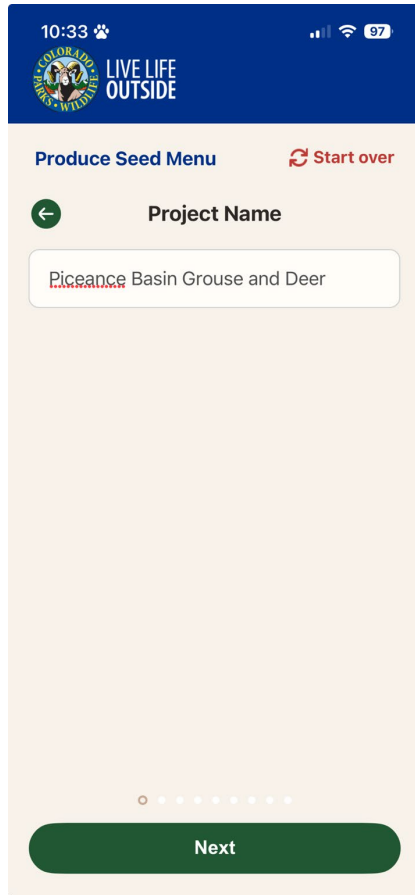 10:33
97
COLORADO
PARKS • WILDLIFE
LIVE LIFE
OUTSIDE
Produce Seed Menu
Start over
Project Name
Piceance Basin Grouse and Deer
Next